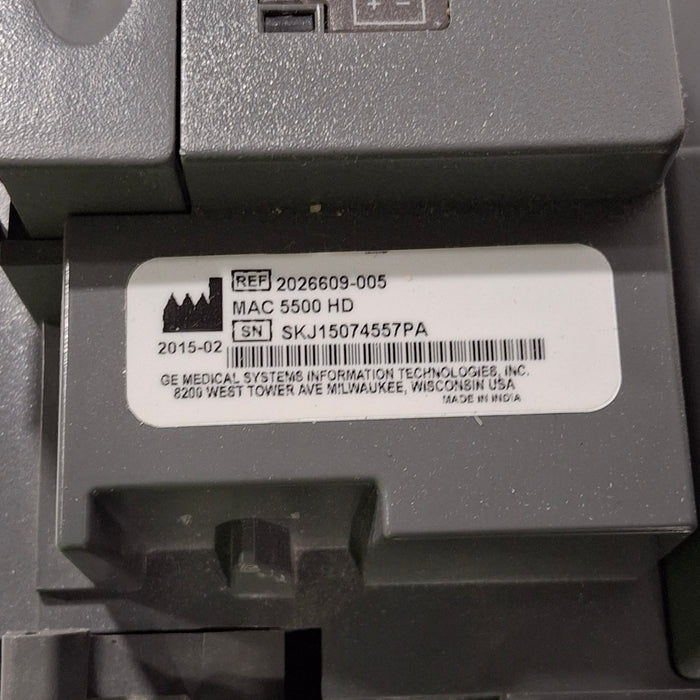 REF 2026609-005
MAC 5500 HD
SN SKJ15074557PA
2015-02
GE MEDICAL SYSTEMS INFORMATION TECHNOLOGIES, INC.
8200 WEST TOWER AVE MILWAUKEE, WISCONSIN USA
MADE IN INDIA